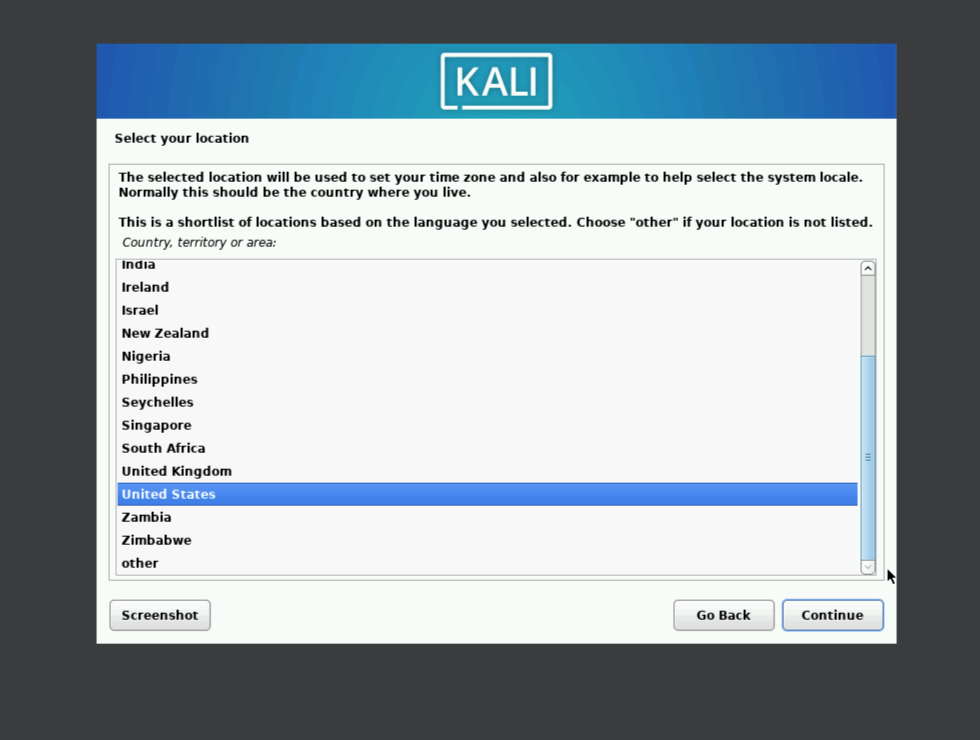 KALI
Select your location
The selected location will be used to set your time zone and also for example to help select the system locale.
Normally this should be the country where you live.
This is a shortlist of locations based on the language you selected. Choose "other" if your location is not listed.
Country, territory or area:
India
Ireland
Israel
New Zealand
Nigeria
Philippines
Seychelles
Singapore
South Africa
United Kingdom
United States
Zambia
Zimbabwe
other
Screenshot
Go Back
Continue